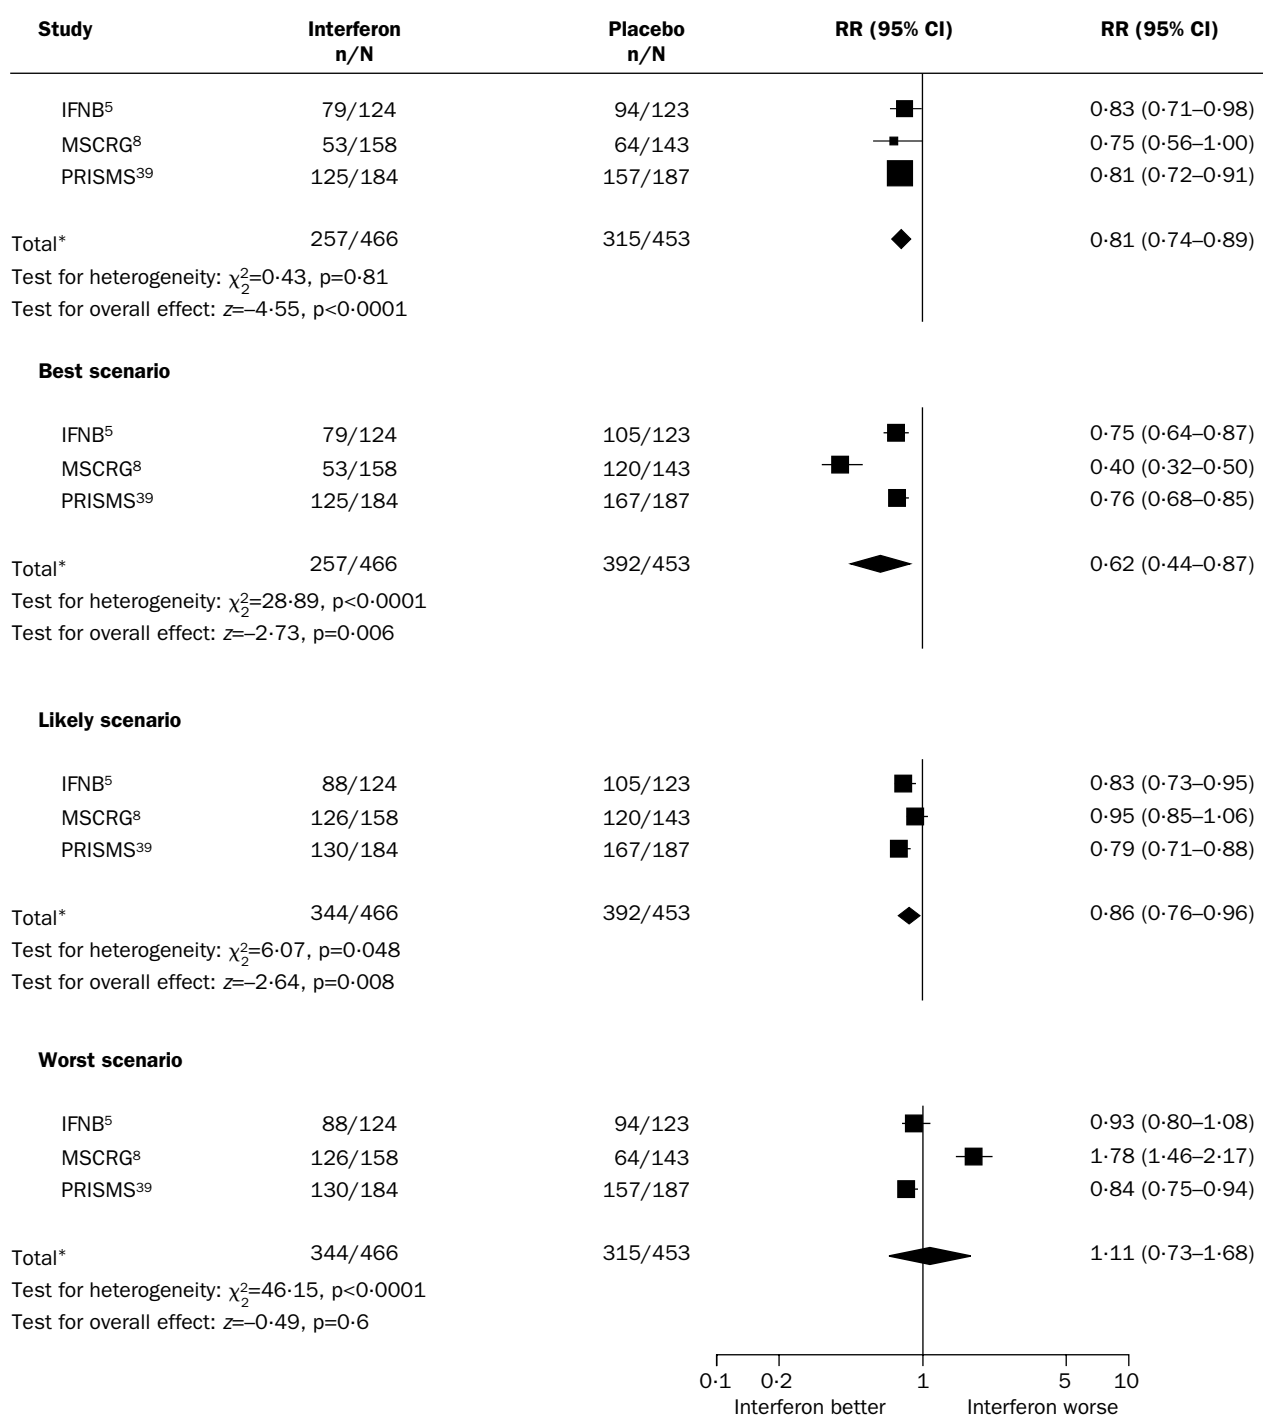 Study Interferon Placebo RR (95% CI) RR (95% CI)
n/N n/N
IFNB⁵ 79/124 94/123 0·83 (0·71–0·98)
MSCRG⁸ 53/158 64/143 0·75 (0·56–1·00)
PRISMS³⁹ 125/184 157/187 0·81 (0·72–0·91)
Total* 257/466 315/453 0·81 (0·74–0·89)
Test for heterogeneity: χ²₂=0·43, p=0·81
Test for overall effect: z=–4·55, p<0·0001
Best scenario
IFNB⁵ 79/124 105/123 0·75 (0·64–0·87)
MSCRG⁸ 53/158 120/143 0·40 (0·32–0·50)
PRISMS³⁹ 125/184 167/187 0·76 (0·68–0·85)
Total* 257/466 392/453 0·62 (0·44–0·87)
Test for heterogeneity: χ²₂=28·89, p<0·0001
Test for overall effect: z=–2·73, p=0·006
Likely scenario
IFNB⁵ 88/124 105/123 0·83 (0·73–0·95)
MSCRG⁸ 126/158 120/143 0·95 (0·85–1·06)
PRISMS³⁹ 130/184 167/187 0·79 (0·71–0·88)
Total* 344/466 392/453 0·86 (0·76–0·96)
Test for heterogeneity: χ²₂=6·07, p=0·048
Test for overall effect: z=–2·64, p=0·008
Worst scenario
IFNB⁵ 88/124 94/123 0·93 (0·80–1·08)
MSCRG⁸ 126/158 64/143 1·78 (1·46–2·17)
PRISMS³⁹ 130/184 157/187 0·84 (0·75–0·94)
Total* 344/466 315/453 1·11 (0·73–1·68)
Test for heterogeneity: χ²₂=46·15, p<0·0001
Test for overall effect: z=–0·49, p=0·6
0·1 0·2 1 5 10
Interferon better Interferon worse